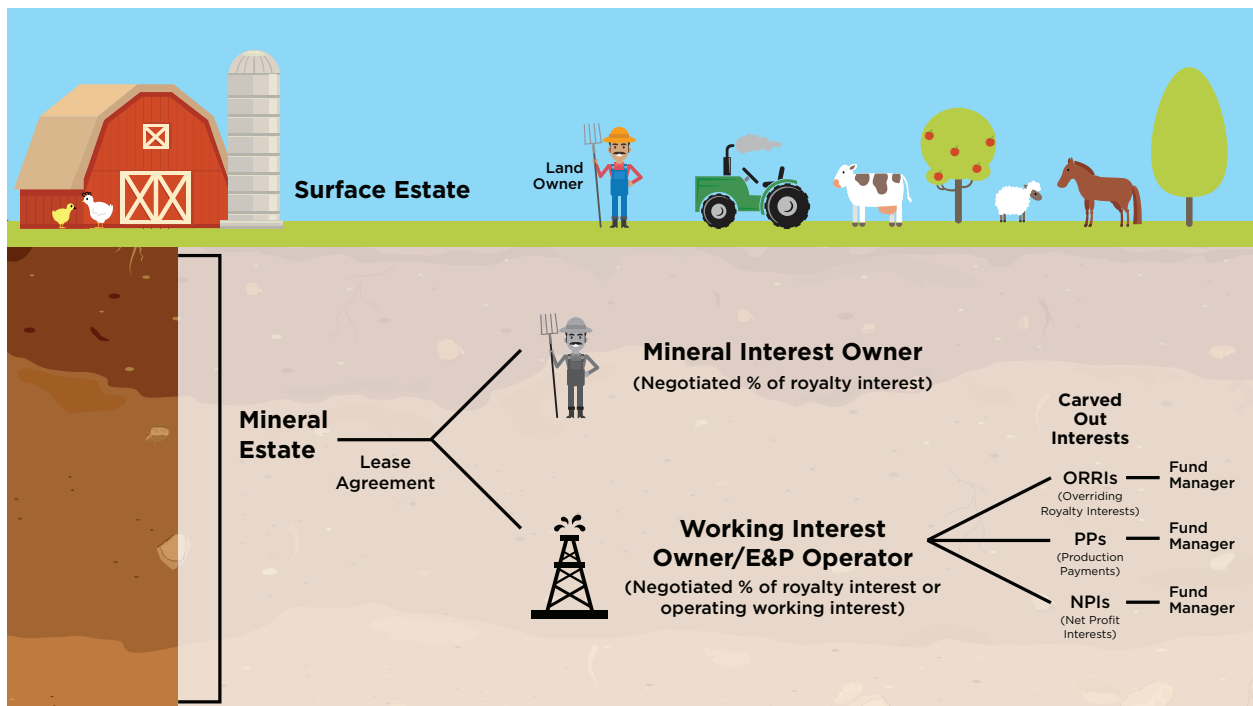 Surface Estate
Land
Owner
Mineral
Estate
Lease
Agreement
Mineral Interest Owner
(Negotiated % of royalty interest)
Working Interest
Owner/E&P Operator
(Negotiated % of royalty interest or
operating working interest)
Carved
Out
Interests
ORRIs
(Overriding
Royalty Interests)
Fund
Manager
PPs
(Production
Payments)
Fund
Manager
NPIs
(Net Profit
Interests)
Fund
Manager